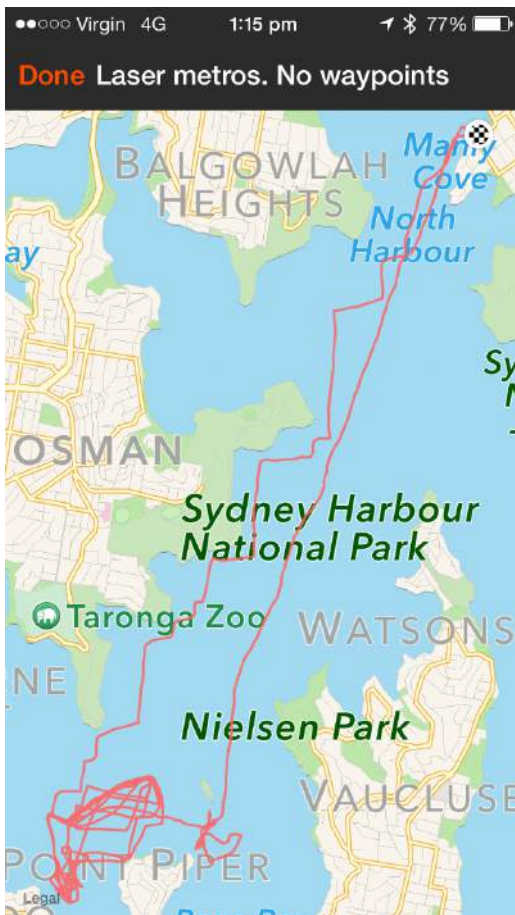 Virgin 4G 1:15 pm 77%
Done Laser metros. No waypoints
BALGOWLAH
HEIGHTS
Manly
Cove
North
Harbour
ay
Sy
N
OSMAN
Sydney Harbour
National Park
Taronga Zoo
WATSONS
NE
Nielsen Park
VAUCLUSE
POINT PIPER
Legal